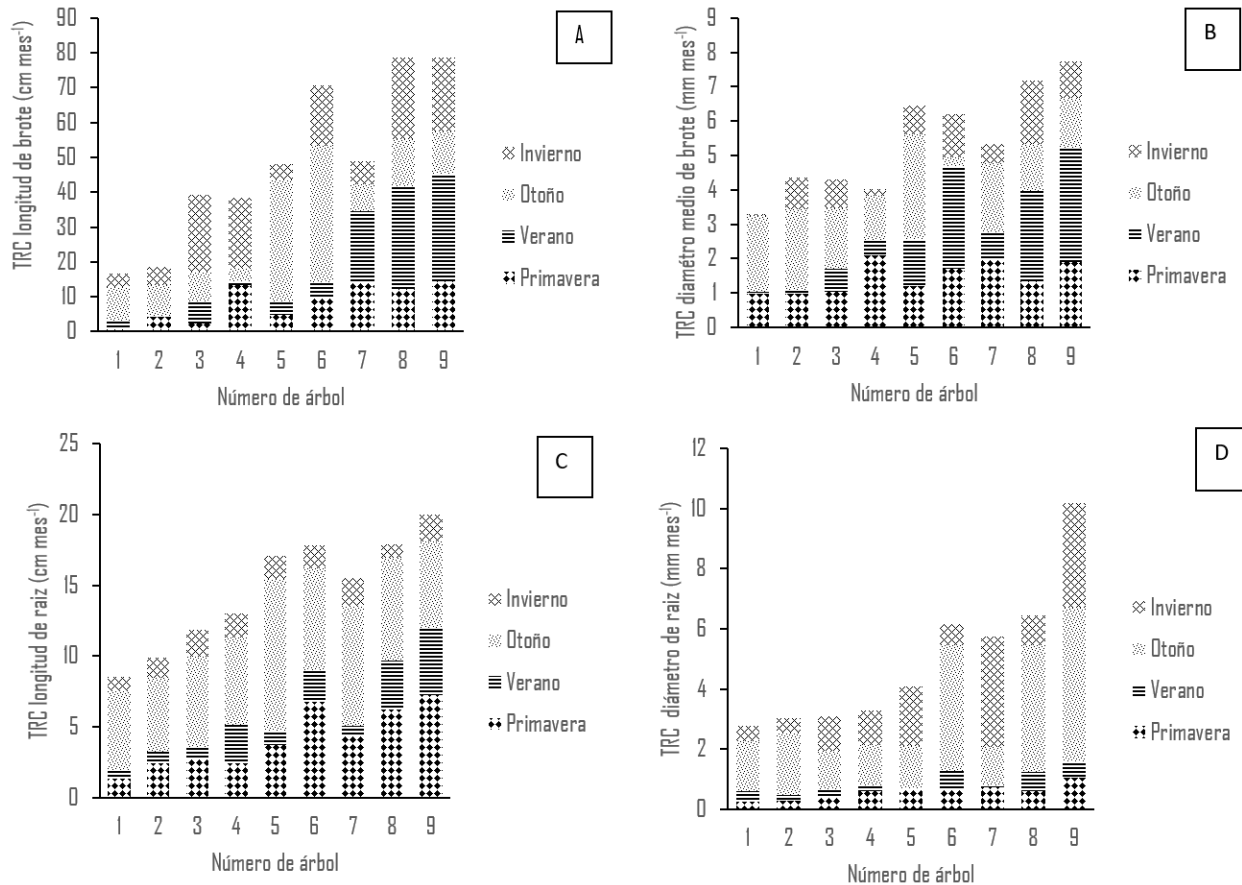 TRC longitud de brote (cm mes⁻¹)
90
80
70
60
50
40
30
20
10
0
1 2 3 4 5 6 7 8 9
Número de árbol
A
Invierno
Otoño
Verano
Primavera
TRC diamétro medio de brote (mm mes⁻¹)
9
8
7
6
5
4
3
2
1
0
1 2 3 4 5 6 7 8 9
Número de árbol
B
Invierno
Otoño
Verano
Primavera
TRC longitud de raiz (cm mes⁻¹)
25
20
15
10
5
0
1 2 3 4 5 6 7 8 9
Número de árbol
C
Invierno
Otoño
Verano
Primavera
TRC diámetro de raiz (mm mes⁻¹)
12
10
8
6
4
2
0
1 2 3 4 5 6 7 8 9
Número de árbol
D
Invierno
Otoño
Verano
Primavera